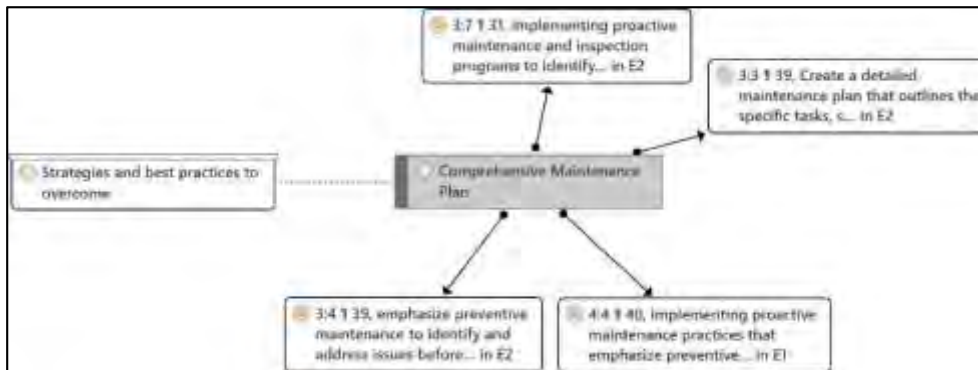 3:7 ¶ 31, Implementing proactive
maintenance and inspection
programs to identify... in E2
3:3 ¶ 39, Create a detailed
maintenance plan that outlines the
specific tasks, s... in E2
Strategies and best practices to
overcome
Comprehensive Maintenance
Plan
3:4 ¶ 39, emphasize preventive
maintenance to identify and
address issues before... in E2
4:4 ¶ 40, Implementing proactive
maintenance practices that
emphasize preventive... in E1